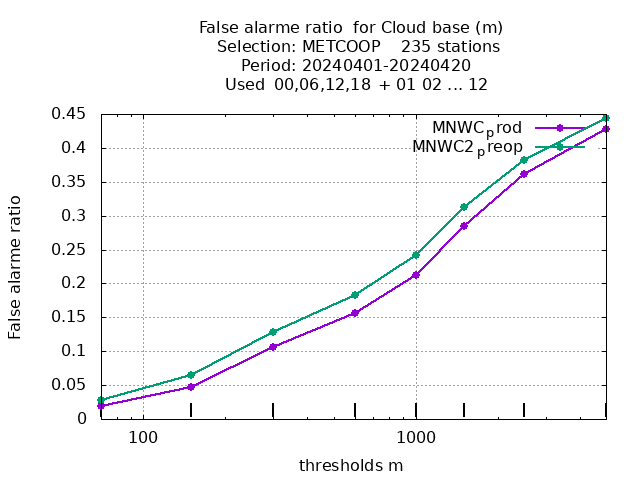 False alarme ratio  for Cloud base (m)
Selection: METCOOP    235 stations
Period: 20240401-20240420
Used  00,06,12,18 + 01 02 ... 12
MNWCprod
MNWC2preop
0.45
0.4
0.35
0.3
0.25
0.2
0.15
0.1
0.05
0
False alarme ratio
100
1000
thresholds m